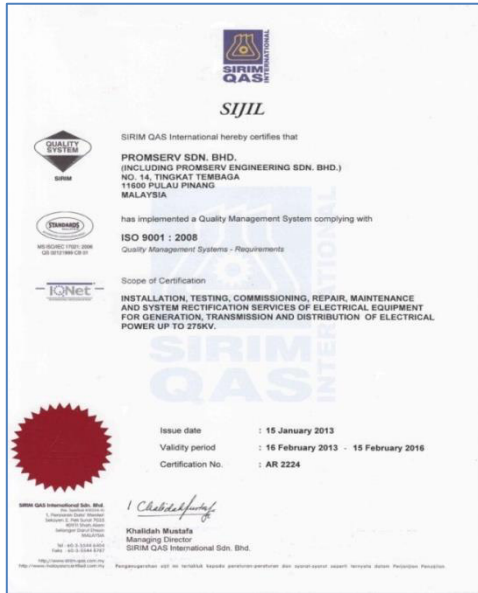 SIRIM
QAS
INTERNATIONAL
SIJIL
QUALITY
SYSTEM
SIRIM
SIRIM QAS International hereby certifies that
PROMSERV SDN. BHD.
(INCLUDING PROMSERV ENGINEERING SDN. BHD.)
NO. 14, TINGKAT TEMBAGA
11600 PULAU PINANG
MALAYSIA
STANDARDS
has implemented a Quality Management System complying with
ISO 9001 : 2008
Quality Management Systems - Requirements
IQNet
Scope of Certification
INSTALLATION, TESTING, COMMISSIONING, REPAIR, MAINTENANCE
AND SYSTEM RECTIFICATION SERVICES OF ELECTRICAL EQUIPMENT
FOR GENERATION, TRANSMISSION AND DISTRIBUTION OF ELECTRICAL
POWER UP TO 275KV.
SIRIM
QAS
INTERNATIONAL
Issue date : 15 January 2013
Validity period : 16 February 2013 - 15 February 2016
Certification No. : AR 2224
SIRIM QAS International Sdn. Bhd.
Khalidah Mustafa
Managing Director
SIRIM QAS International Sdn. Bhd.
MALAYSIA